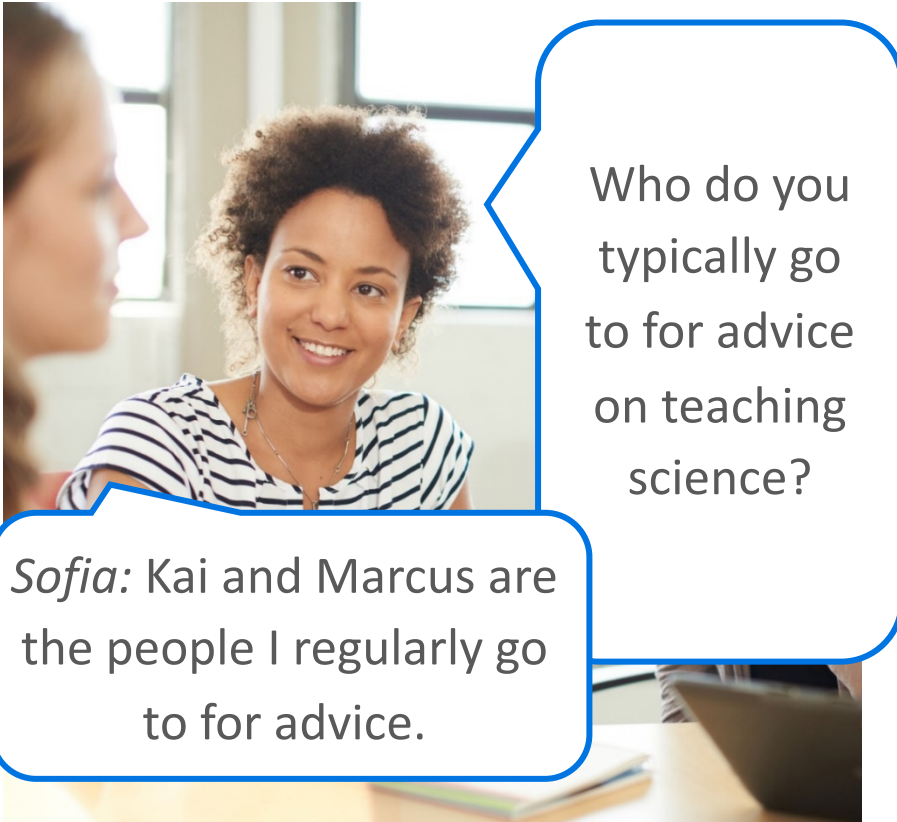 Who do you
typically go
to for advice
on teaching
science?
Sofia: Kai and Marcus are
the people I regularly go
to for advice.